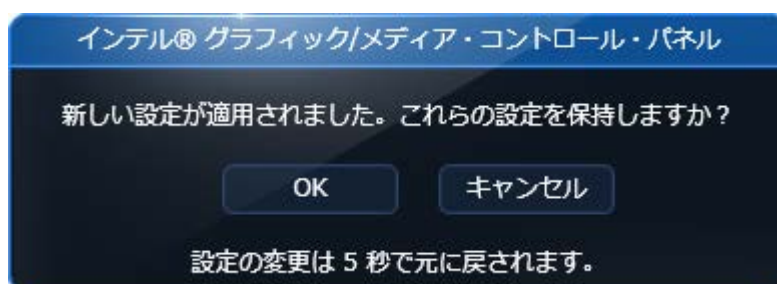 インテル® グラフィック/メディア・コントロール・パネル
新しい設定が適用されました。これらの設定を保持しますか？
OK キャンセル
設定の変更は 5 秒で元に戻されます。